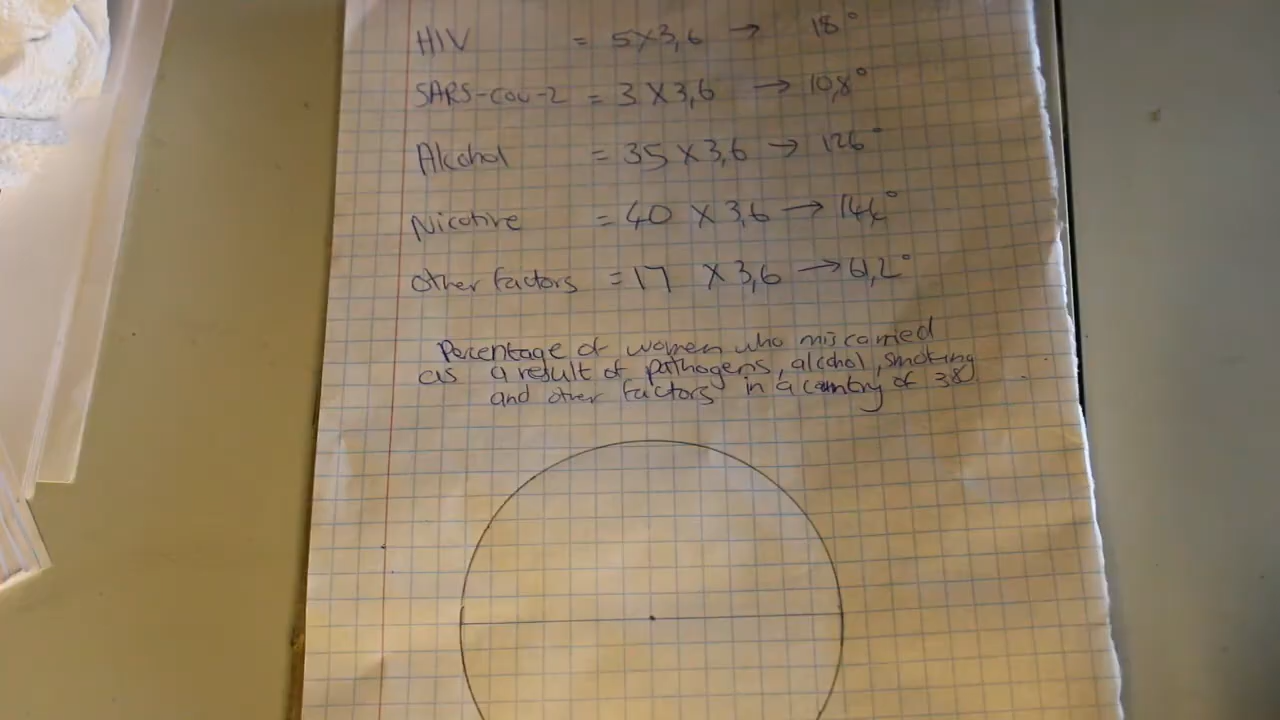 HIV = 5x3,6 → 18°
SARS-cov-2 = 3 X 3,6 → 10,8°
Alcohol = 35 x 3,6 → 126°
Nicotine = 40 X 3,6 → 144°
other factors = 17 X 3,6 → 61,2°
Percentage of women who miscarried
as a result of pathogens, alcohol, smoking
and other factors in a country of 38